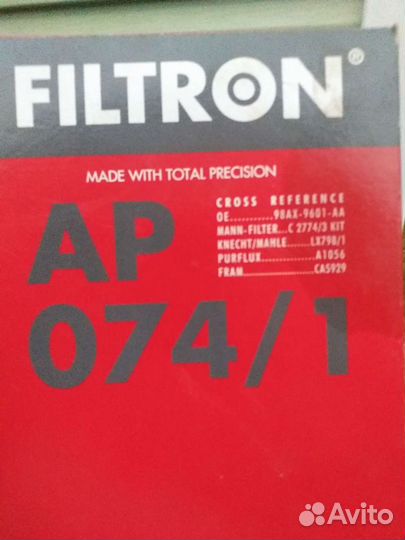 FILTRON®
MADE WITH TOTAL PRECISION
CROSS REFERENCE
OE...........98AX-9601-AA
MANN-FILTER...C 2774/3 KIT
KNECHT/MAHLE.......LX798/1
PURFLUX..............A1056
FRAM................CA5929
AP
074/1
Avito